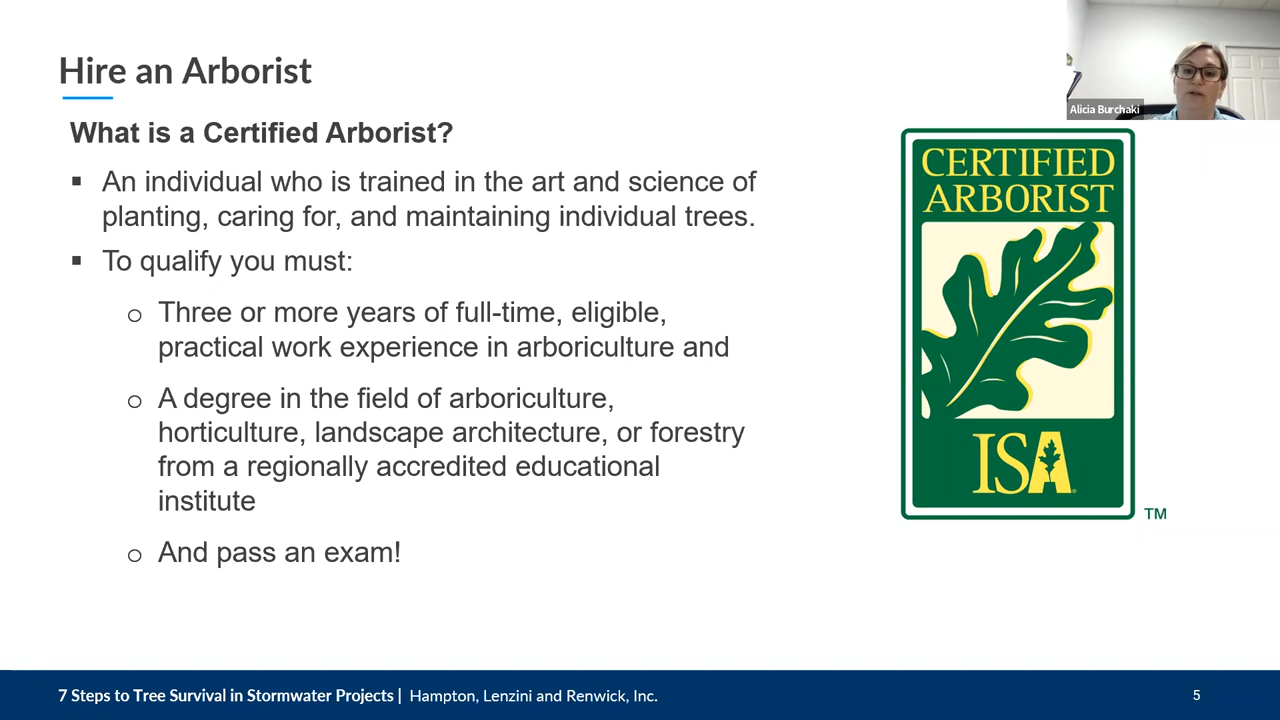 Hire an Arborist
Alicia Burchaki
What is a Certified Arborist?
▪ An individual who is trained in the art and science of
planting, caring for, and maintaining individual trees.
▪ To qualify you must:
o Three or more years of full-time, eligible,
practical work experience in arboriculture and
o A degree in the field of arboriculture,
horticulture, landscape architecture, or forestry
from a regionally accredited educational
institute
o And pass an exam!
CERTIFIED
ARBORIST
ISA®
TM
7 Steps to Tree Survival in Stormwater Projects | Hampton, Lenzini and Renwick, Inc.
5